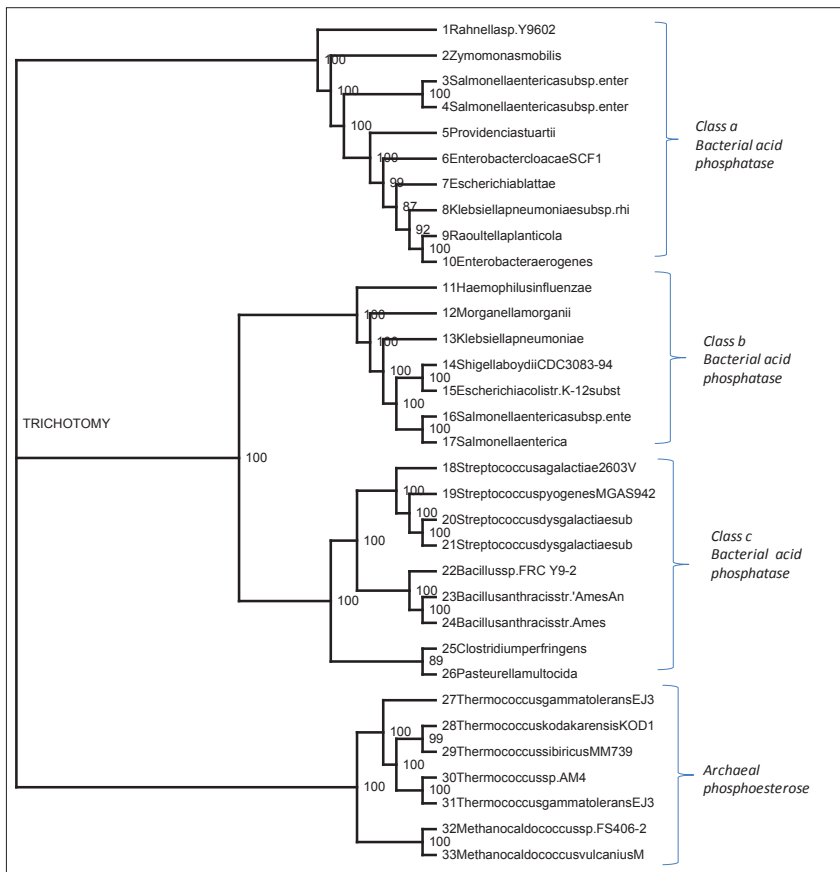 1Rahnellasp.Y9602
100
2Zymomonasmobilis
100
3Salmonellaentericasubsp.enter
100
4Salmonellaentericasubsp.enter
100
5Providenciastuartii
100
6EnterobactercloacaeSCF1
99
7Escherichiablattae
87
8Klebsiellapneumoniaesubsp.rhi
92
9Raoultellaplanticola
100
10Enterobacteraerogenes
Class a
Bacterial acid
phosphatase
11Haemophilusinfluenzae
100
12Morganellamorganii
100
13Klebsiellapneumoniae
100
14ShigellaboydiiCDC3083-94
100
15Escherichiacolistr.K-12subst
100
16Salmonellaentericasubsp.ente
100
17Salmonellaenterica
Class b
Bacterial acid
phosphatase
TRICHOTOMY
100
18Streptococcusagalactiae2603V
100
19StreptococcuspyogenesMGAS942
100
20Streptococcusdysgalactiaesub
100
21Streptococcusdysgalactiaesub
100
22Bacillussp.FRC Y9-2
100
23Bacillusanthracisstr.'AmesAn
100
24Bacillusanthracisstr.Ames
100
25Clostridiumperfringens
89
26Pasteurellamultocida
Class c
Bacterial acid
phosphatase
27ThermococcusgammatoleransEJ3
100
28ThermococcuskodakarensisKOD1
99
29ThermococcussibiricusMM739
100
30Thermococcussp.AM4
100
31ThermococcusgammatoleransEJ3
100
32Methanocaldococcussp.FS406-2
100
33MethanocaldococcusvulcaniusM
Archaeal
phosphoesterose